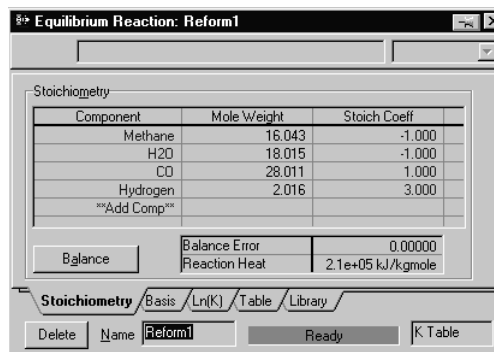 Equilibrium Reaction: Reform1
Stoichiometry
Component Mole Weight Stoich Coeff
Methane 16.043 -1.000
H2O 18.015 -1.000
CO 28.011 1.000
Hydrogen 2.016 3.000
**Add Comp**
Balance
Balance Error 0.00000
Reaction Heat 2.1e+05 kJ/kgmole
Stoichiometry Basis Ln(K) Table Library
Delete Name Reform1 Ready K Table